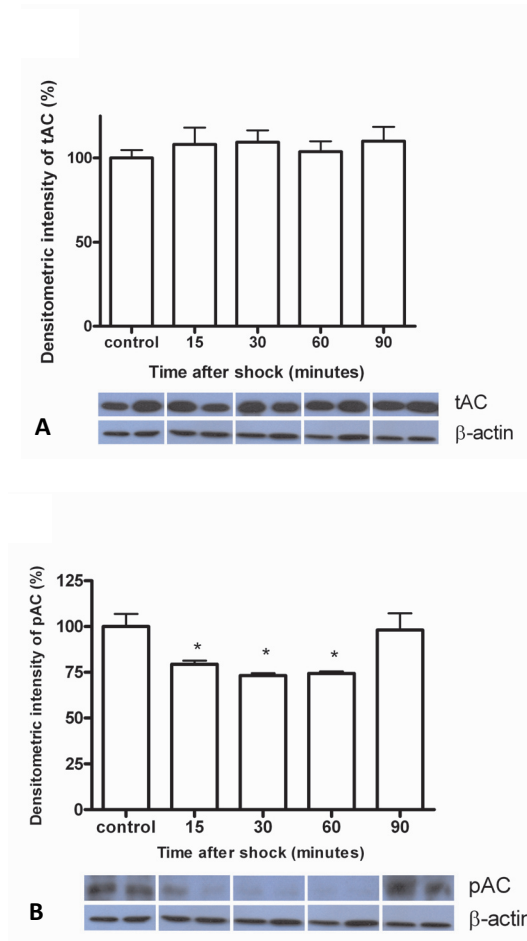 Densitometric intensity of tAC (%)
100
50
0
control 15 30 60 90
Time after shock (minutes)
tAC
A
β-actin
Densitometric intensity of pAC (%)
125
100
75
* * *
50
25
0
control 15 30 60 90
Time after shock (minutes)
pAC
B
β-actin